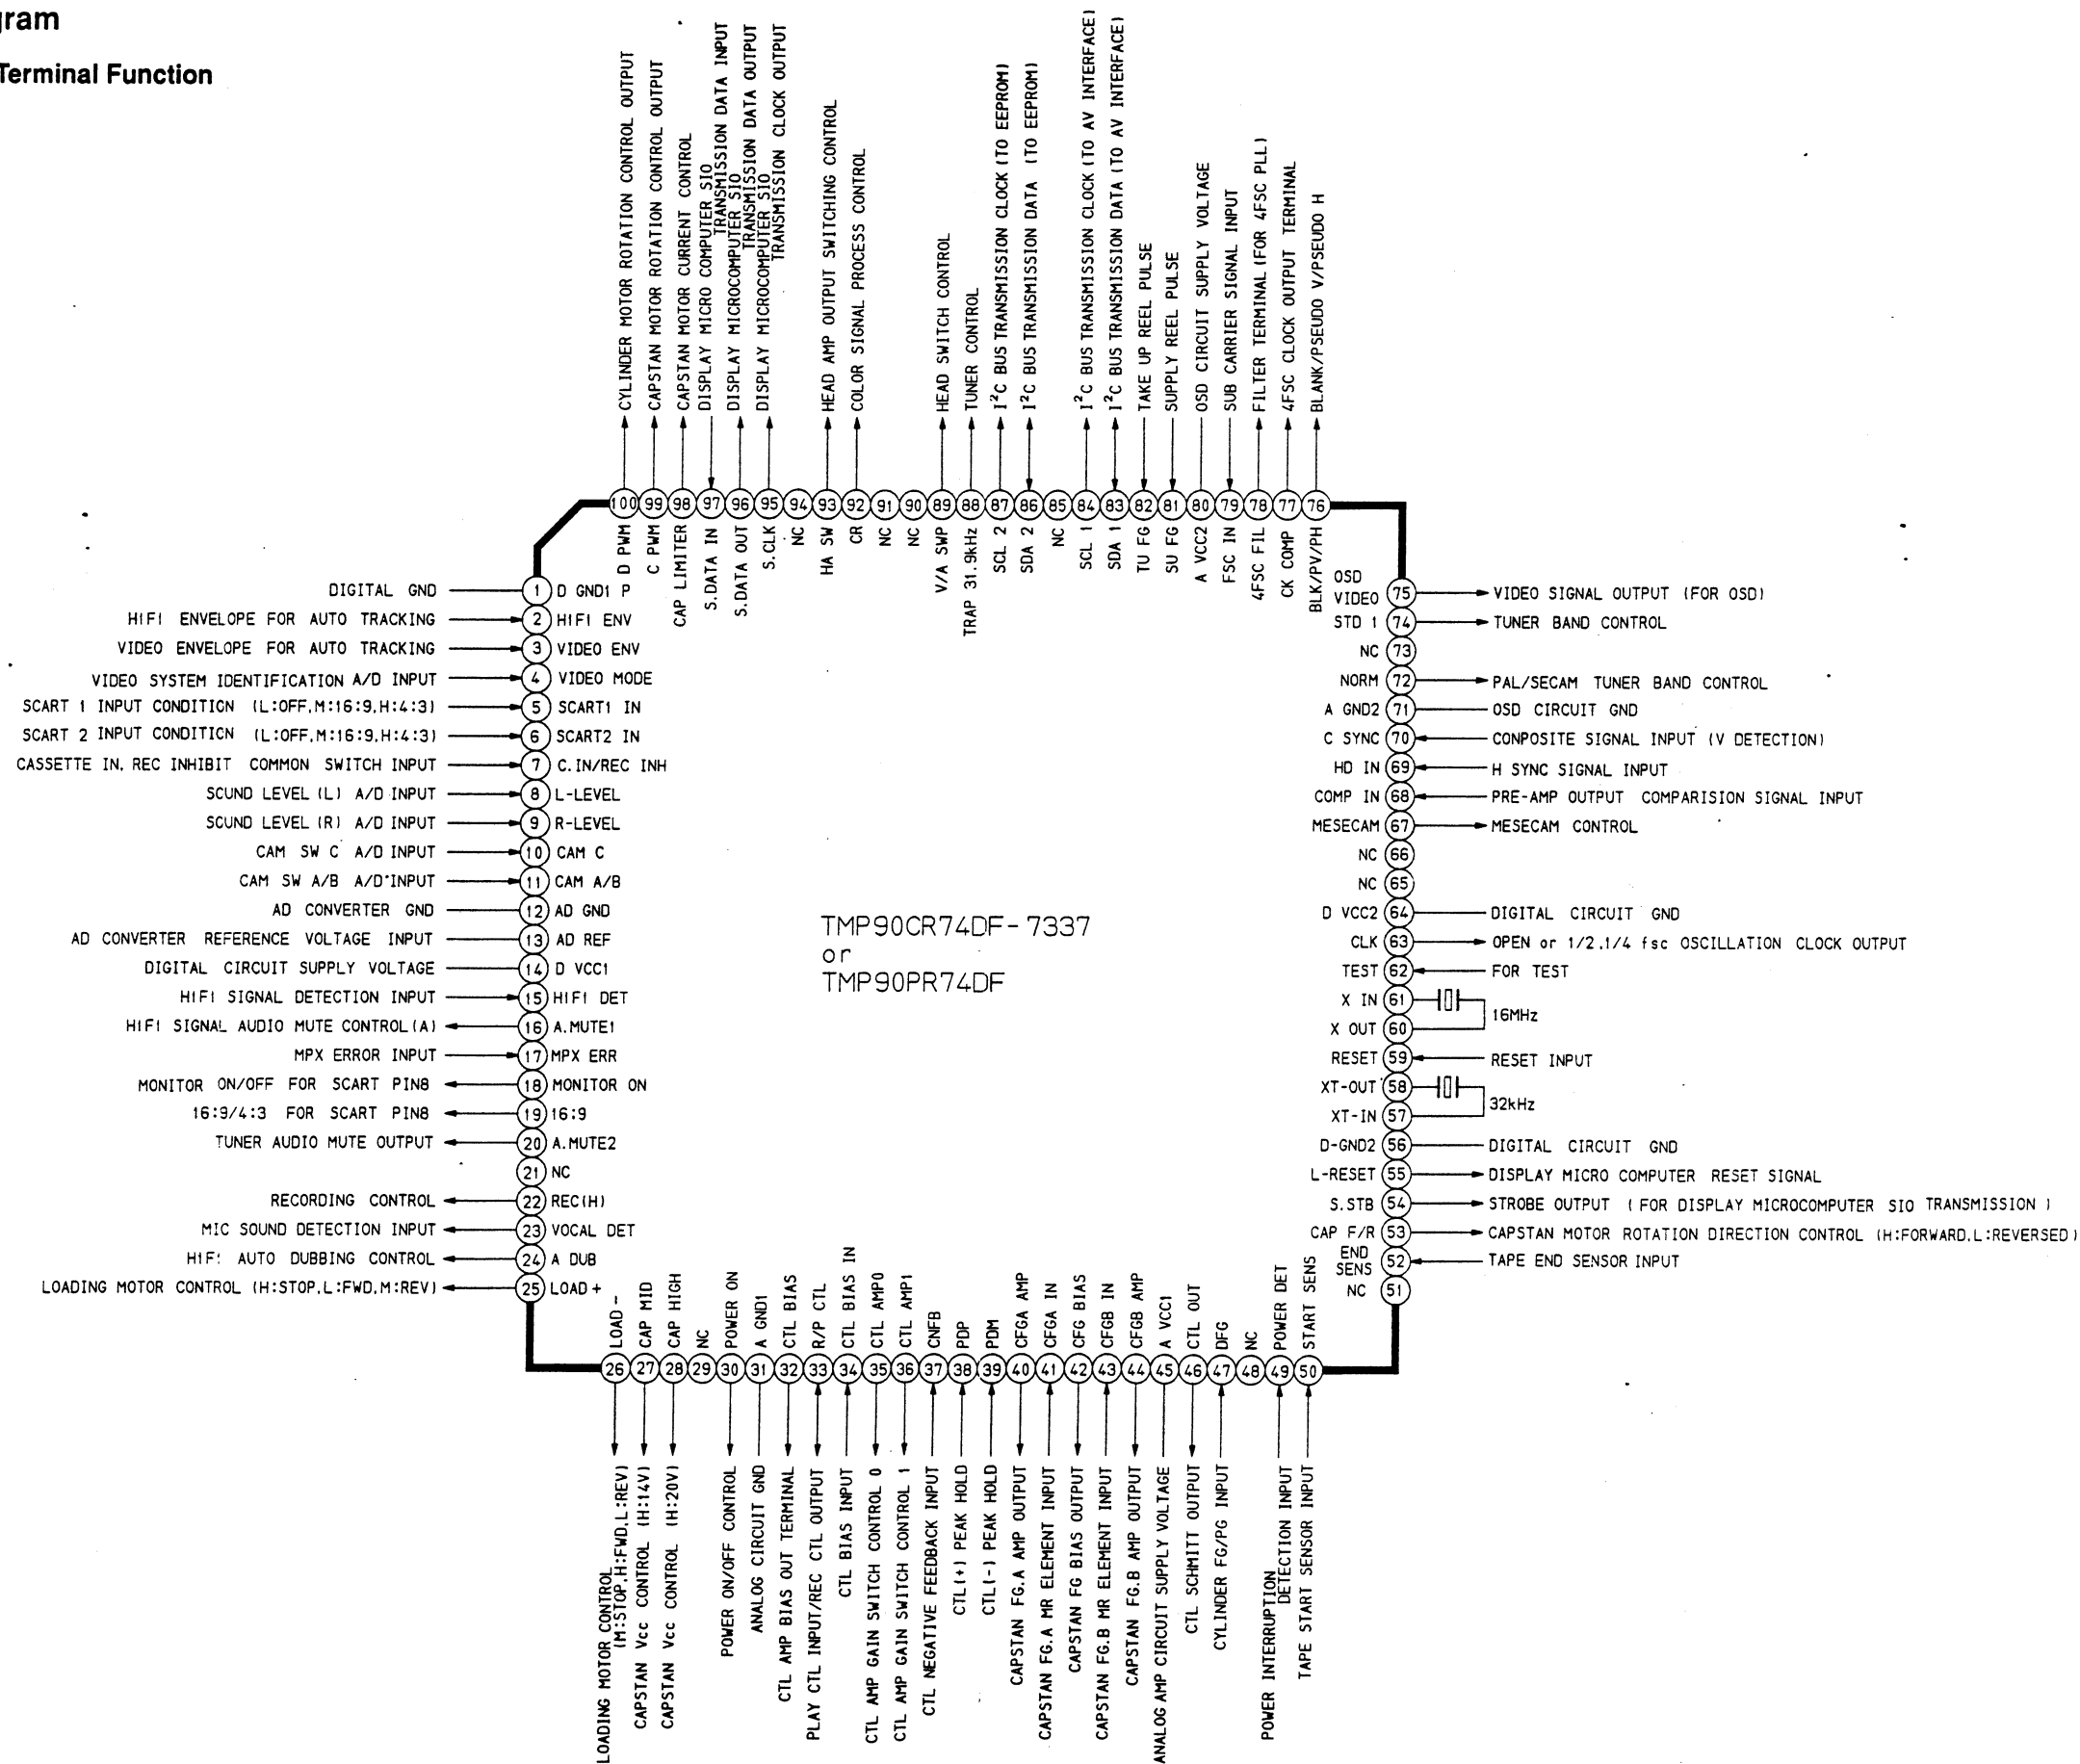 gram
Terminal Function
CYLINDER MOTOR ROTATION CONTROL OUTPUT
CAPSTAN MOTOR ROTATION CONTROL OUTPUT
CAPSTAN MOTOR CURRENT CONTROL
DISPLAY MICRO COMPUTER SIO
TRANSMISSION DATA INPUT
DISPLAY MICROCOMPUTER SIO
TRANSMISSION DATA OUTPUT
DISPLAY MICROCOMPUTER SIO
TRANSMISSION CLOCK OUTPUT
HEAD AMP OUTPUT SWITCHING CONTROL
COLOR SIGNAL PROCESS CONTROL
HEAD SWITCH CONTROL
TUNER CONTROL
I²C BUS TRANSMISSION CLOCK (TO EEPROM)
I²C BUS TRANSMISSION DATA (TO EEPROM)
I²C BUS TRANSMISSION CLOCK (TO AV INTERFACE)
I²C BUS TRANSMISSION DATA (TO AV INTERFACE)
TAKE UP REEL PULSE
SUPPLY REEL PULSE
OSD CIRCUIT SUPPLY VOLTAGE
SUB CARRIER SIGNAL INPUT
FILTER TERMINAL (FOR 4FSC PLL)
4FSC CLOCK OUTPUT TERMINAL
BLANK/PSEUDO V/PSEUDO H
100 99 98 97 96 95 94 93 92 91 90 89 88 87 86 85 84 83 82 81 80 79 78 77 76
D PWM
C PWM
CAP LIMITER
S.DATA IN
S.DATA OUT
S.CLK
NC
HA SW
CR
NC
NC
V/A SWP
TRAP 31.9kHz
SCL 2
SDA 2
NC
SCL 1
SDA 1
TU FG
SU FG
A VCC2
FSC IN
4FSC FIL
CK COMP
BLK/PV/PH
DIGITAL GND 1 D GND1 P
HIFI ENVELOPE FOR AUTO TRACKING 2 HIFI ENV
VIDEO ENVELOPE FOR AUTO TRACKING 3 VIDEO ENV
VIDEO SYSTEM IDENTIFICATION A/D INPUT 4 VIDEO MODE
SCART 1 INPUT CONDITION (L:OFF,M:16:9,H:4:3) 5 SCART1 IN
SCART 2 INPUT CONDITION (L:OFF,M:16:9,H:4:3) 6 SCART2 IN
CASSETTE IN, REC INHIBIT COMMON SWITCH INPUT 7 C.IN/REC INH
SOUND LEVEL (L) A/D INPUT 8 L-LEVEL
SOUND LEVEL (R) A/D INPUT 9 R-LEVEL
CAM SW C A/D INPUT 10 CAM C
CAM SW A/B A/D INPUT 11 CAM A/B
AD CONVERTER GND 12 AD GND
AD CONVERTER REFERENCE VOLTAGE INPUT 13 AD REF
DIGITAL CIRCUIT SUPPLY VOLTAGE 14 D VCC1
HIFI SIGNAL DETECTION INPUT 15 HIFI DET
HIFI SIGNAL AUDIO MUTE CONTROL(A) 16 A.MUTE1
MPX ERROR INPUT 17 MPX ERR
MONITOR ON/OFF FOR SCART PIN8 18 MONITOR ON
16:9/4:3 FOR SCART PIN8 19 16:9
TUNER AUDIO MUTE OUTPUT 20 A.MUTE2
21 NC
RECORDING CONTROL 22 REC(H)
MIC SOUND DETECTION INPUT 23 VOCAL DET
HIFI AUTO DUBBING CONTROL 24 A DUB
LOADING MOTOR CONTROL (H:STOP,L:FWD,M:REV) 25 LOAD +
TMP90CR74DF-7337
or
TMP90PR74DF
OSD
VIDEO 75 VIDEO SIGNAL OUTPUT (FOR OSD)
STD 1 74 TUNER BAND CONTROL
NC 73
NORM 72 PAL/SECAM TUNER BAND CONTROL
A GND2 71 OSD CIRCUIT GND
C SYNC 70 CONPOSITE SIGNAL INPUT (V DETECTION)
HD IN 69 H SYNC SIGNAL INPUT
COMP IN 68 PRE-AMP OUTPUT COMPARISION SIGNAL INPUT
MESECAM 67 MESECAM CONTROL
NC 66
NC 65
D VCC2 64 DIGITAL CIRCUIT GND
CLK 63 OPEN or 1/2,1/4 fsc OSCILLATION CLOCK OUTPUT
TEST 62 FOR TEST
X IN 61
16MHz
X OUT 60
RESET 59 RESET INPUT
XT-OUT 58
32kHz
XT-IN 57
D-GND2 56 DIGITAL CIRCUIT GND
L-RESET 55 DISPLAY MICRO COMPUTER RESET SIGNAL
S.STB 54 STROBE OUTPUT (FOR DISPLAY MICROCOMPUTER SIO TRANSMISSION)
CAP F/R 53 CAPSTAN MOTOR ROTATION DIRECTION CONTROL (H:FORWARD,L:REVERSED)
END
SENS 52 TAPE END SENSOR INPUT
NC 51
LOAD -
CAP MID
CAP HIGH
NC
POWER ON
A GND1
CTL BIAS
R/P CTL
CTL BIAS IN
CTL AMP0
CTL AMP1
CNFB
PDP
PDM
CFGA AMP
CFGA IN
CFG BIAS
CFGB IN
CFGB AMP
A VCC1
CTL OUT
DFG
NC
POWER DET
START SENS
26 27 28 29 30 31 32 33 34 35 36 37 38 39 40 41 42 43 44 45 46 47 48 49 50
LOADING MOTOR CONTROL
(M:STOP,H:FWD,L:REV)
CAPSTAN Vcc CONTROL (H:14V)
CAPSTAN Vcc CONTROL (H:20V)
POWER ON/OFF CONTROL
ANALOG CIRCUIT GND
CTL AMP BIAS OUT TERMINAL
PLAY CTL INPUT/REC CTL OUTPUT
CTL BIAS INPUT
CTL AMP GAIN SWITCH CONTROL 0
CTL AMP GAIN SWITCH CONTROL 1
CTL NEGATIVE FEEDBACK INPUT
CTL(+) PEAK HOLD
CTL(-) PEAK HOLD
CAPSTAN FG.A AMP OUTPUT
CAPSTAN FG.A MR ELEMENT INPUT
CAPSTAN FG BIAS OUTPUT
CAPSTAN FG.B MR ELEMENT INPUT
CAPSTAN FG.B AMP OUTPUT
ANALOG AMP CIRCUIT SUPPLY VOLTAGE
CTL SCHMITT OUTPUT
CYLINDER FG/PG INPUT
POWER INTERRUPTION
DETECTION INPUT
TAPE START SENSOR INPUT